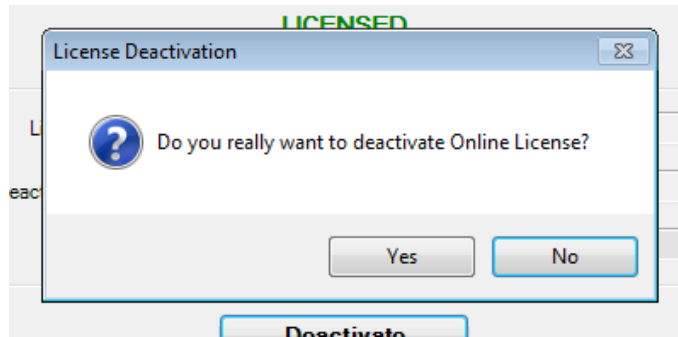 LICENSED
License Deactivation
Do you really want to deactivate Online License?
Yes
No
Deactivate